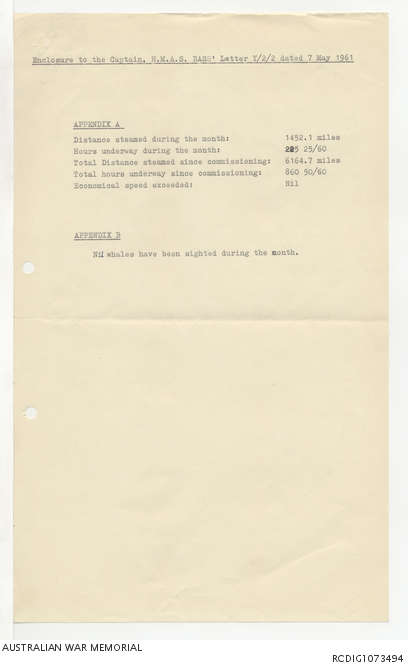 Enclosure to the Captain, H.M.A.S. BASS' Letter Y/2/2 dated 7 May 1961
APPENDIX A
Distance steamed during the month: 1452.1 miles
Hours underway during the month: 225 25/60
Total Distance steamed since commissioning: 6164.7 miles
Total hours underway since commissioning: 860 50/60
Economical speed exceeded: Nil
APPENDIX B
Nil whales have been sighted during the month.
AUSTRALIAN WAR MEMORIAL
RCDIG1073494